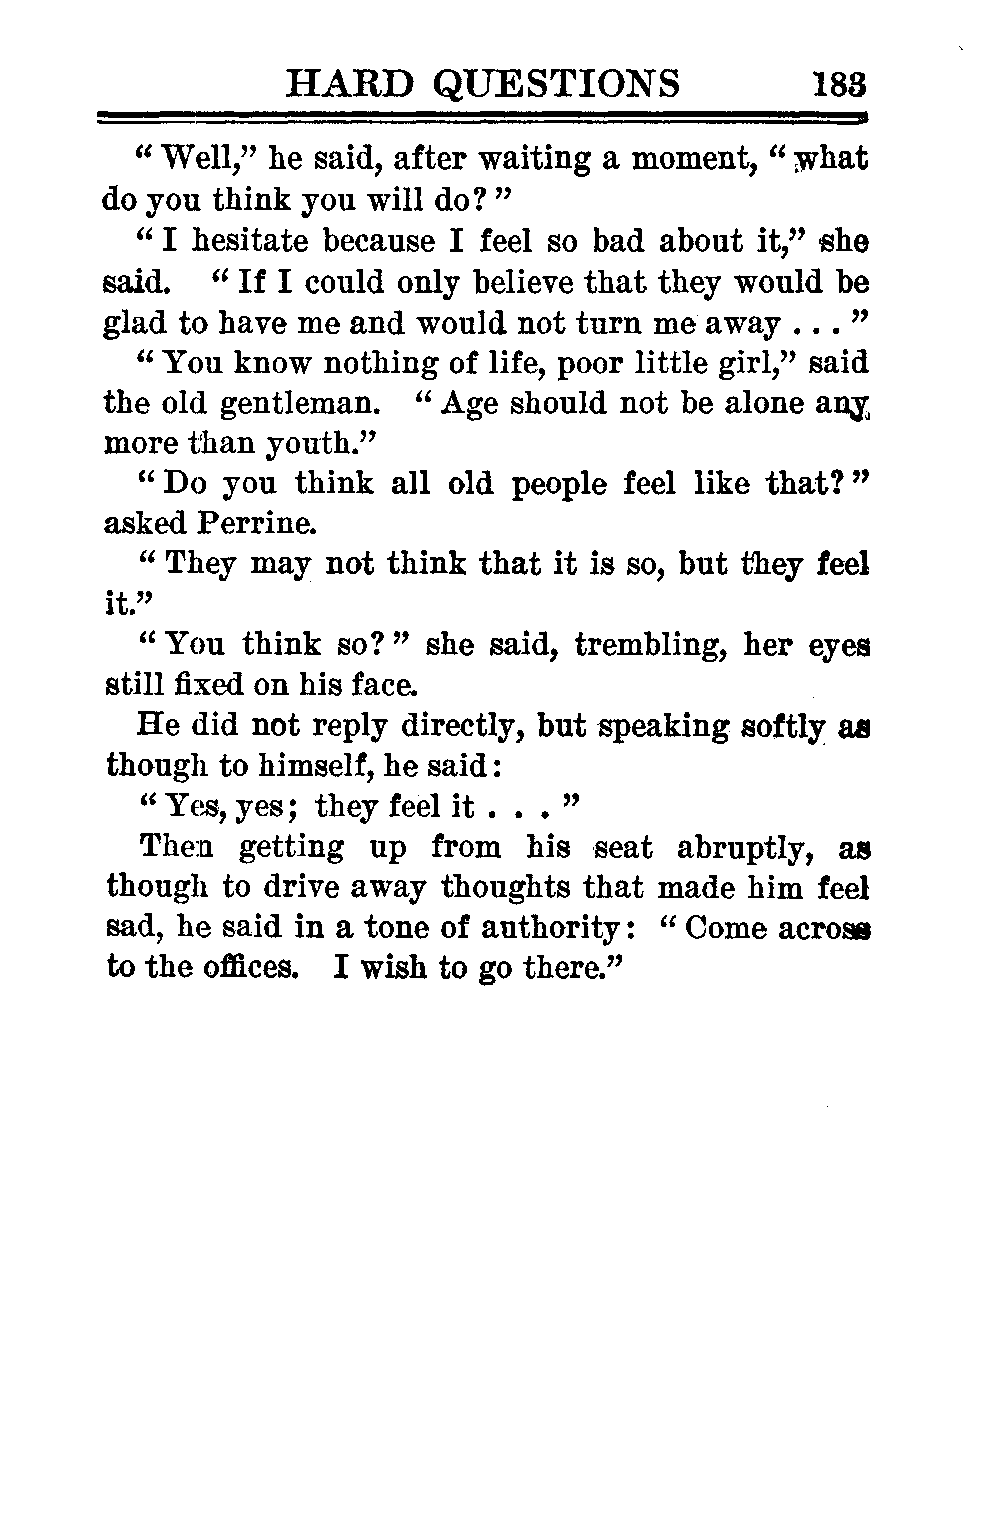 HARD QUESTIONS 183
“ Well,” he said, after waiting a moment, “ what
do you think you will do? ”
“ I hesitate because I feel so bad about it,” she
said. “ If I could only believe that they would be
glad to have me and would not turn me away . . . ”
“ You know nothing of life, poor little girl,” said
the old gentleman. “ Age should not be alone any
more than youth.”
“ Do you think all old people feel like that? ”
asked Perrine.
“ They may not think that it is so, but they feel
it.”
“ You think so? ” she said, trembling, her eyes
still fixed on his face.
He did not reply directly, but speaking softly as
though to himself, he said:
“ Yes, yes; they feel it . . . ”
Then getting up from his seat abruptly, as
though to drive away thoughts that made him feel
sad, he said in a tone of authority: “ Come across
to the offices. I wish to go there.”